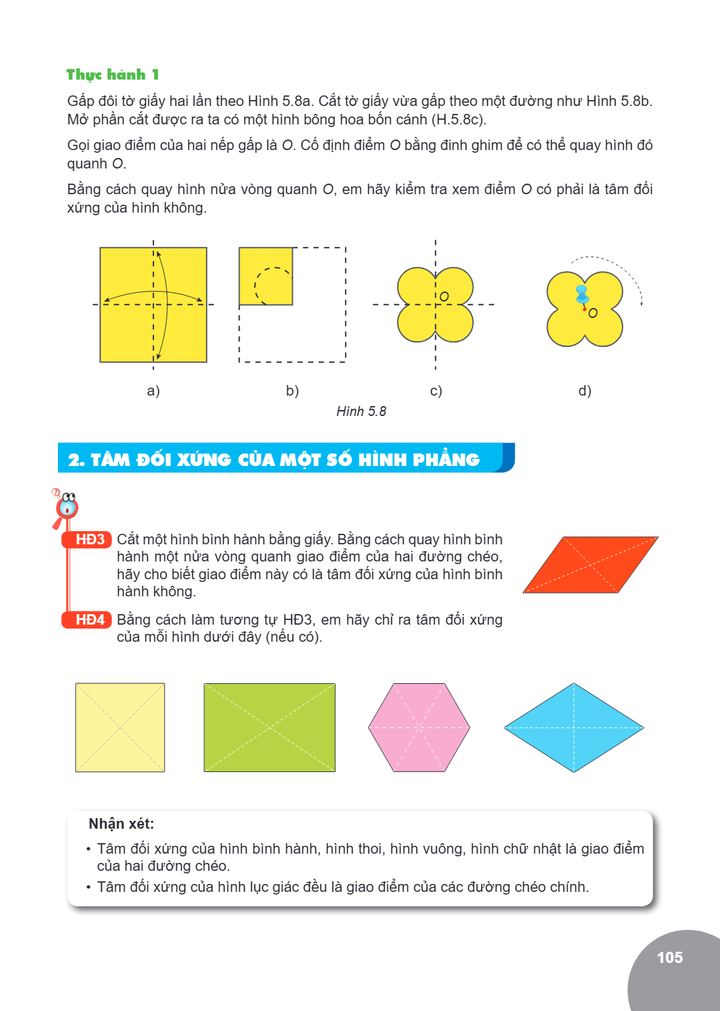 Thực hành 1
Gấp đôi tờ giấy hai lần theo Hình 5.8a. Cắt tờ giấy vừa gấp theo một đường như Hình 5.8b.
Mở phần cắt được ra ta có một hình bông hoa bốn cánh (H.5.8c).
Gọi giao điểm của hai nếp gấp là O. Cố định điểm O bằng đinh ghim để có thể quay hình đó
quanh O.
Bằng cách quay hình nửa vòng quanh O, em hãy kiểm tra xem điểm O có phải là tâm đối
xứng của hình không.
O
O
a)
b)
c)
d)
Hình 5.8
2. TÂM ĐỐI XỨNG CỦA MỘT SỐ HÌNH PHẲNG
HĐ3 Cắt một hình bình hành bằng giấy. Bằng cách quay hình bình
hành một nửa vòng quanh giao điểm của hai đường chéo,
hãy cho biết giao điểm này có là tâm đối xứng của hình bình
hành không.
HĐ4 Bằng cách làm tương tự HĐ3, em hãy chỉ ra tâm đối xứng
của mỗi hình dưới đây (nếu có).
Nhận xét:
• Tâm đối xứng của hình bình hành, hình thoi, hình vuông, hình chữ nhật là giao điểm
của hai đường chéo.
• Tâm đối xứng của hình lục giác đều là giao điểm của các đường chéo chính.
105